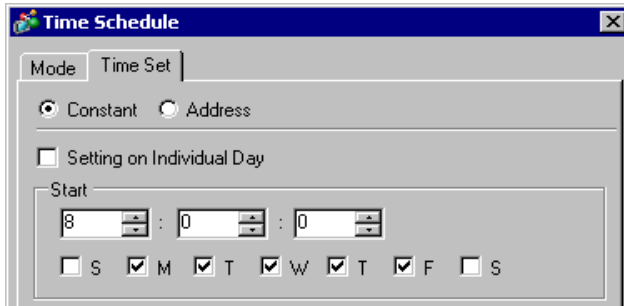 Time Schedule
Mode Time Set
Constant Address
Setting on Individual Day
Start
8 : 0 : 0
S M T W T F S